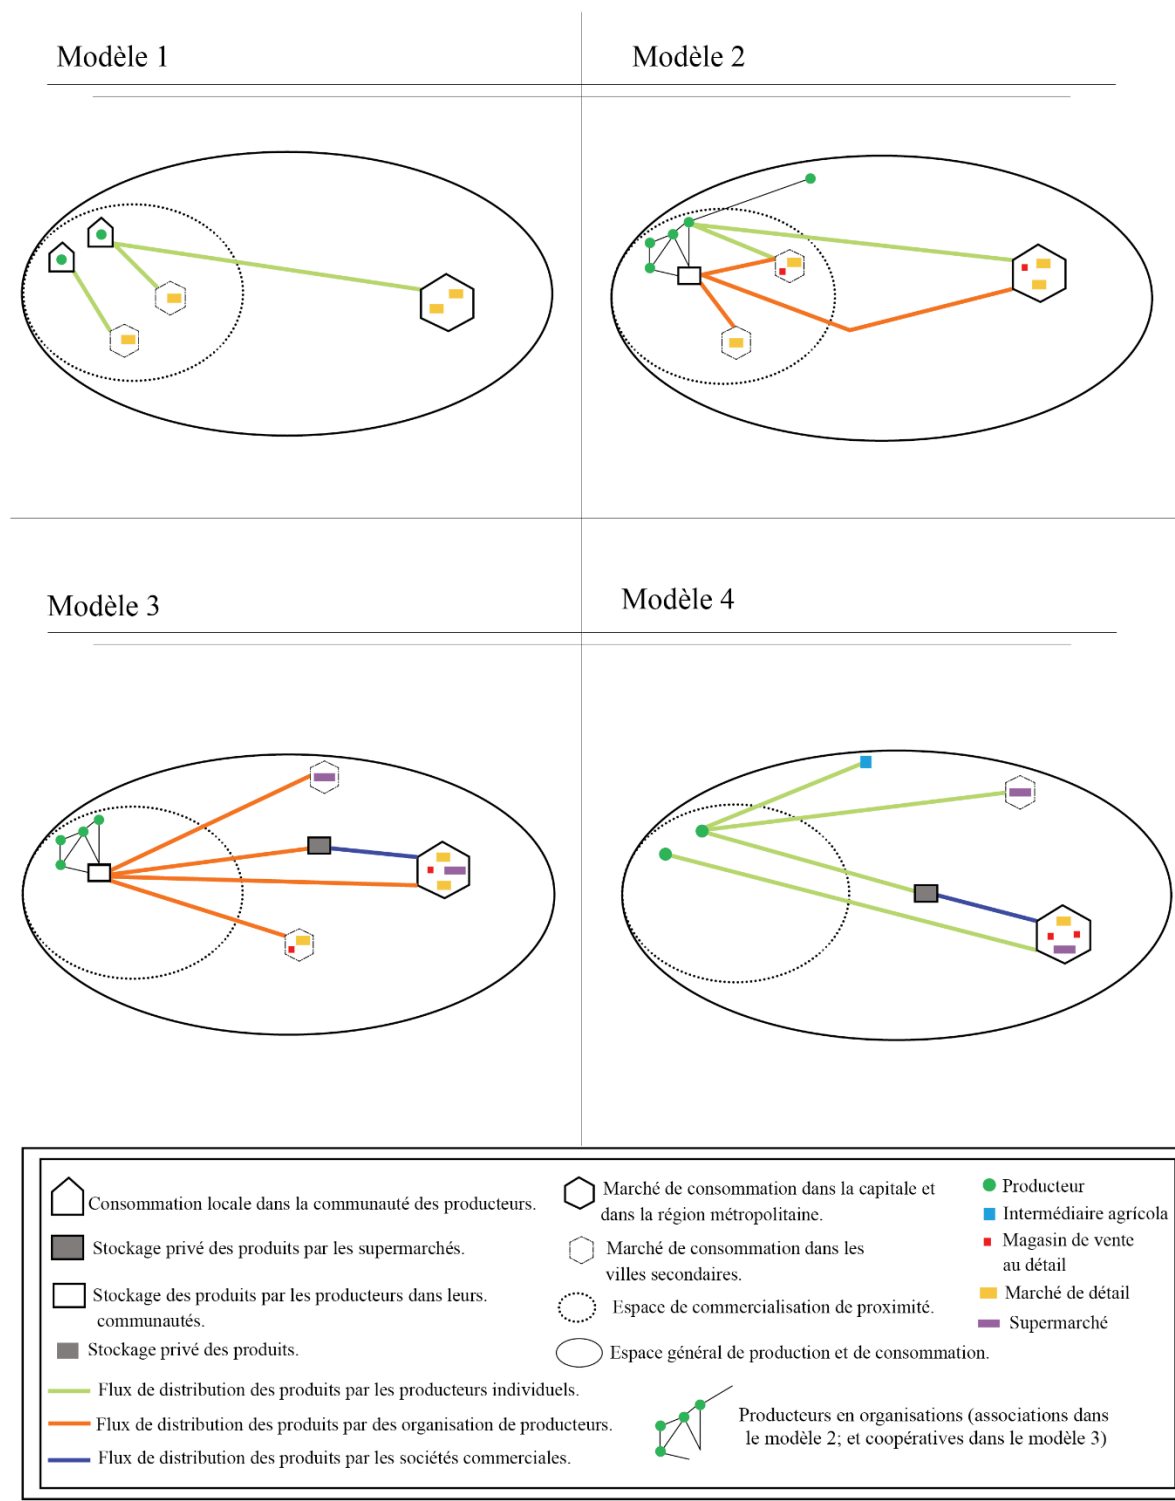 Modèle 1
Modèle 2
Modèle 3
Modèle 4
Consommation locale dans la communauté des producteurs.
Stockage privé des produits par les supermarchés.
Stockage des produits par les producteurs dans leurs.
communautés.
Stockage privé des produits.
Flux de distribution des produits par les producteurs individuels.
Flux de distribution des produits par des organisation de producteurs.
Flux de distribution des produits par les sociétés commerciales.
Marché de consommation dans la capitale et
dans la région métropolitaine.
Marché de consommation dans les
villes secondaires.
Espace de commercialisation de proximité.
Espace général de production et de consommation.
Producteur
Intermédiaire agrícola
Magasin de vente
au détail
Marché de détail
Supermarché
Producteurs en organisations (associations dans
le modèle 2; et coopératives dans le modèle 3)